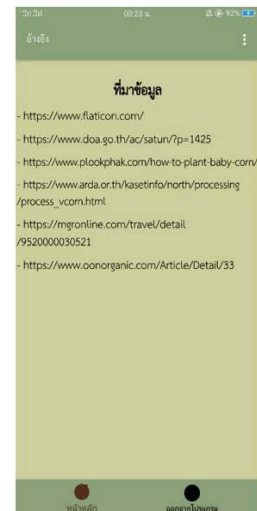 00:23 น. 92%
อ้างอิง
ที่มาข้อมูล
- https://www.flaticon.com/
- https://www.doa.go.th/ac/satun/?p=1425
- https://www.plookphak.com/how-to-plant-baby-corn/
- https://www.arda.or.th/kasetinfo/north/processing
/process_vcorn.html
- https://mgronline.com/travel/detail
/9520000030521
- https://www.oonorganic.com/Article/Detail/33
หน้าหลัก
ออกจากโปรแกรม